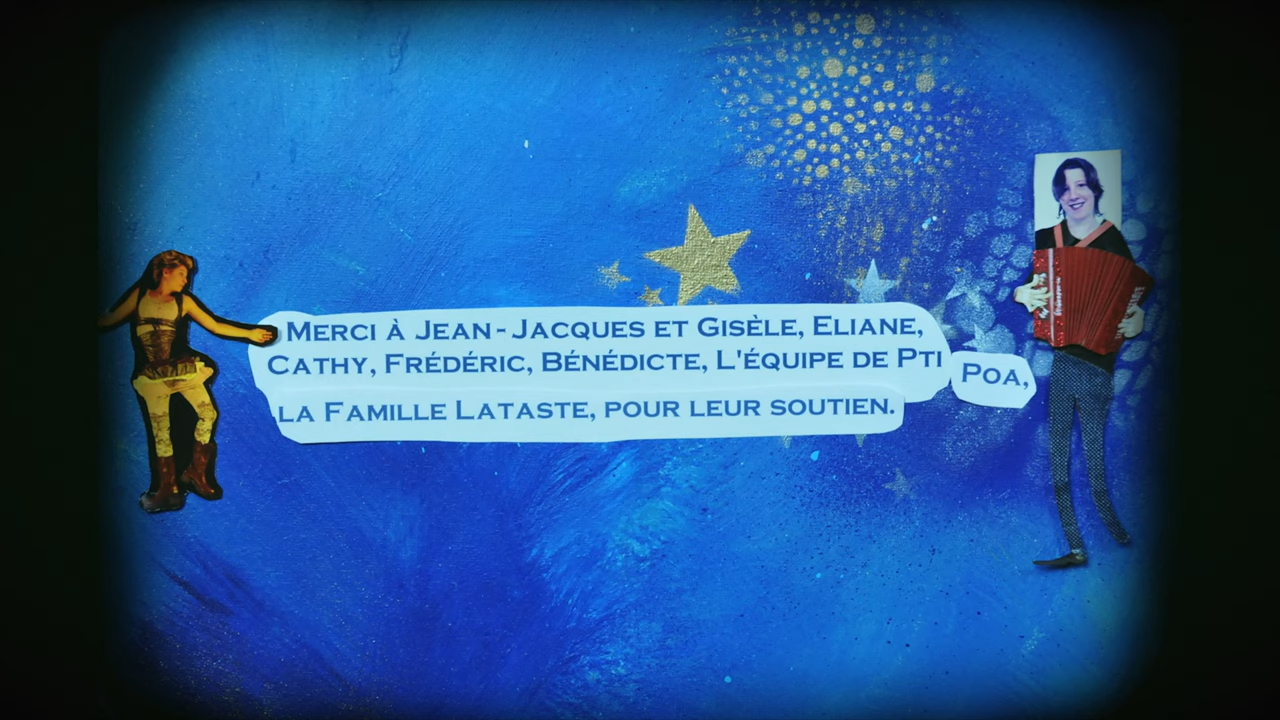 Merci à Jean-Jacques et Gisèle, Eliane,
Cathy, Frédéric, Bénédicte, L'équipe de Pti Poa,
la Famille Lataste, pour leur soutien.